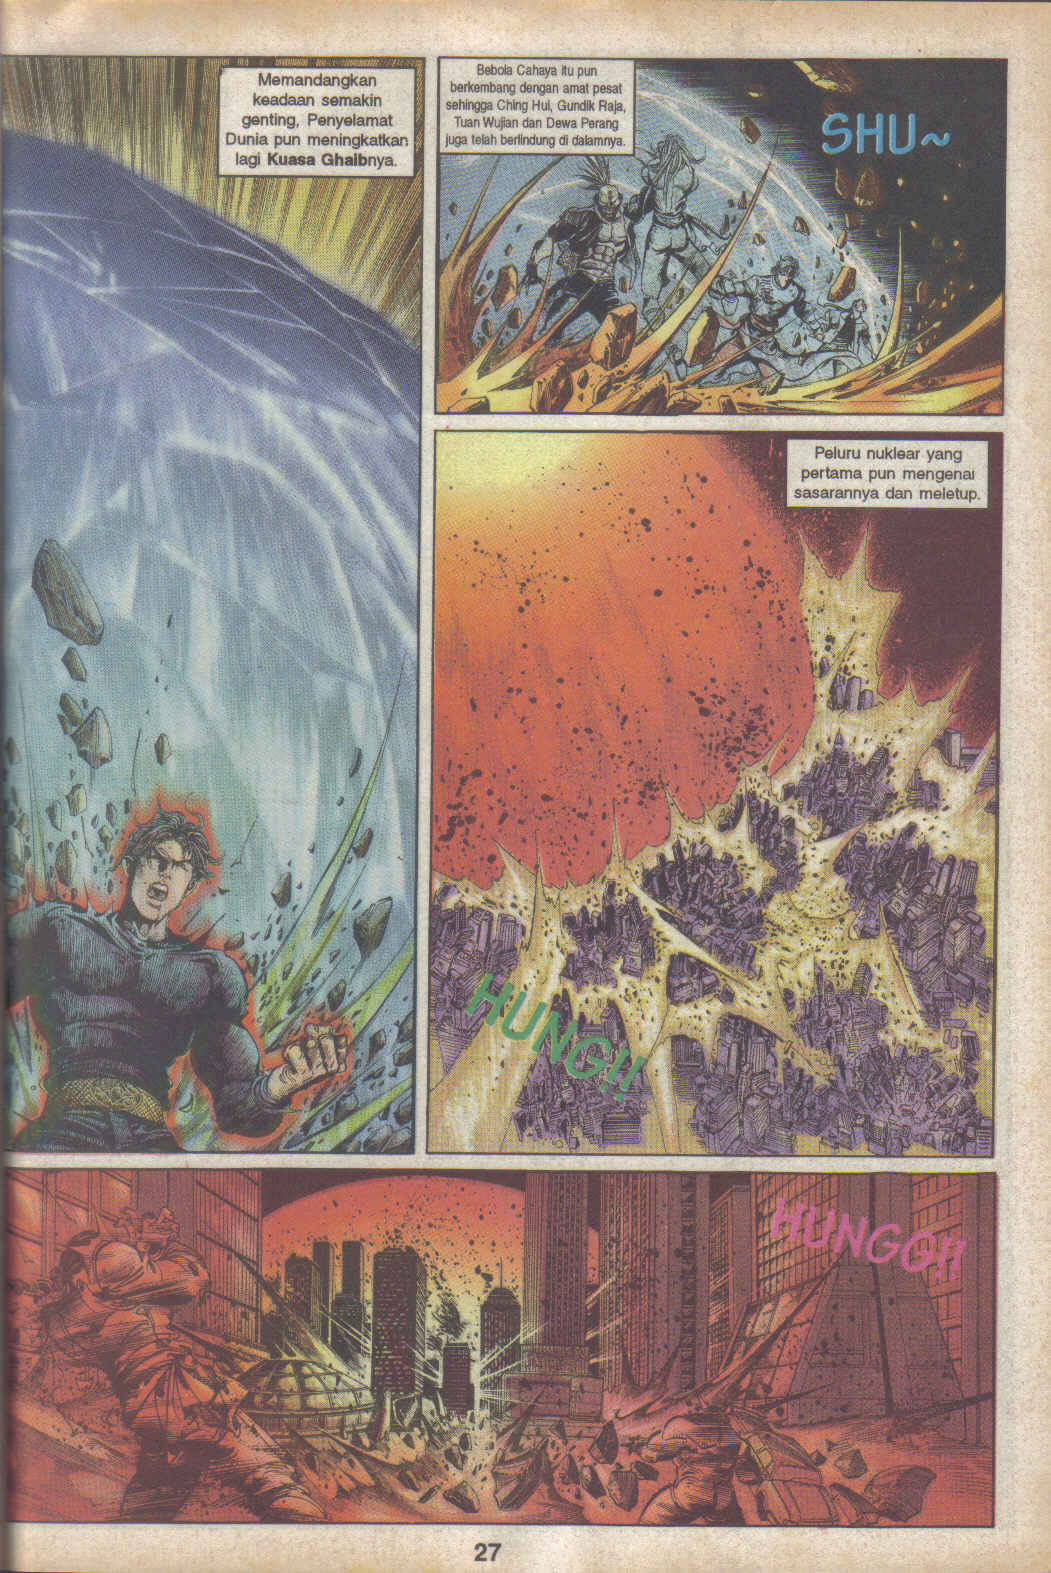 Memandangkan
keadaan semakin
genting, Penyelamat
Dunia pun meningkatkan
lagi Kuasa Ghaibnya.
Bebola Cahaya itu pun
berkembang dengan amat pesat
sehingga Ching Hui, Gundik Raja,
Tuan Wujian dan Dewa Perang
juga telah berlindung di dalamnya.
SHU~
Peluru nuklear yang
pertama pun mengenai
sasarannya dan meletup.
HUNG!!
HUNGG!!
27